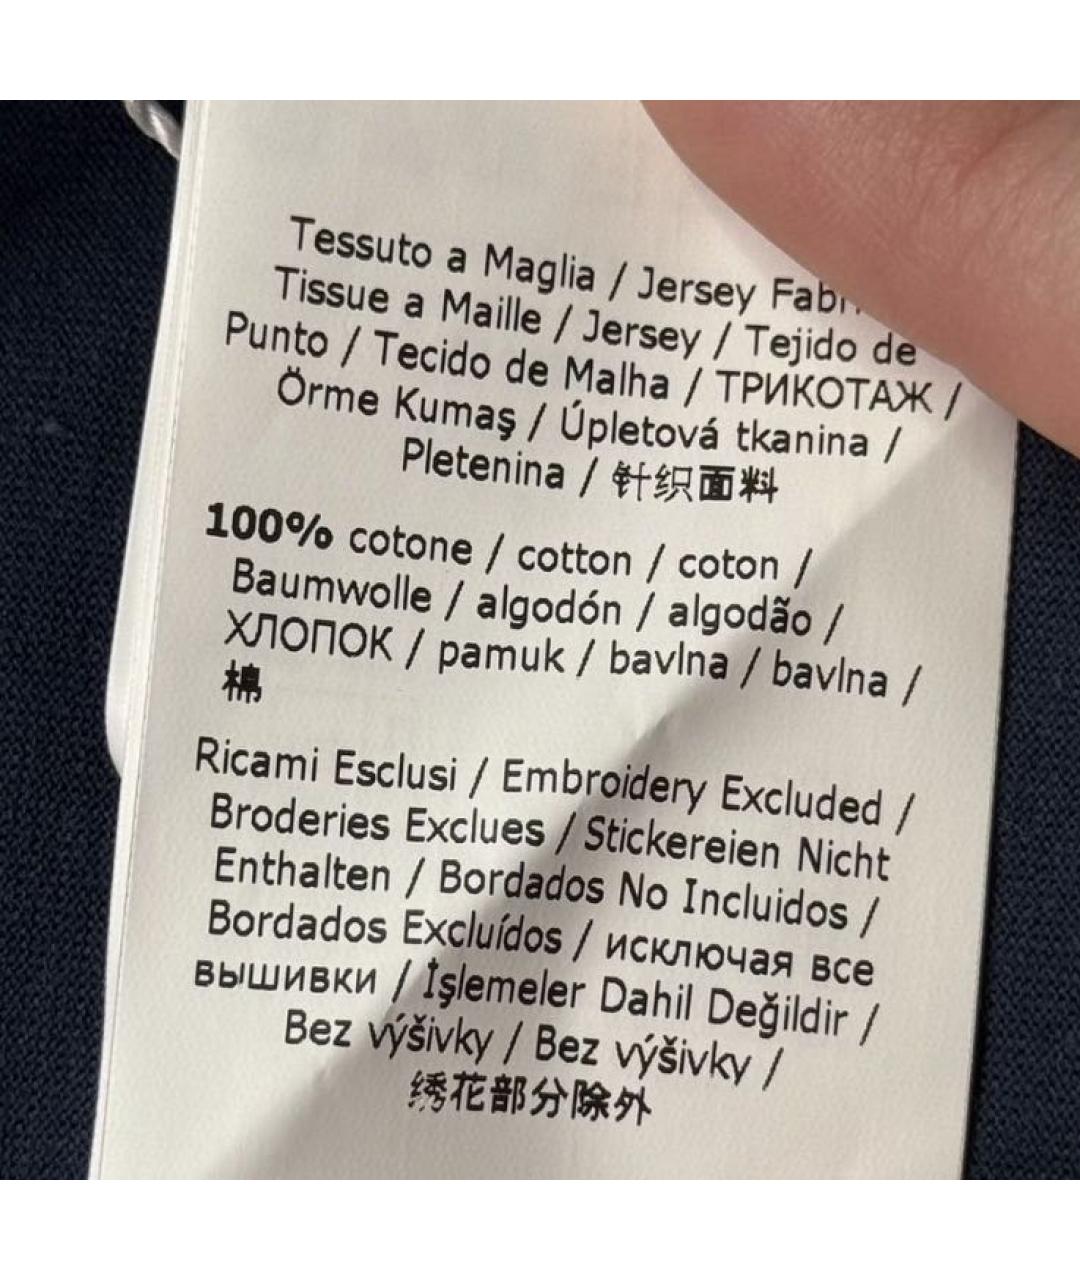 Tessuto a Maglia / Jersey
Tissue a Maille / Jersey / Tejido de
Punto / Tecido de Malha / ТРИКОТАЖ /
Örme Kumaş / Úpletová tkanina /
Pletenina / 针织面料
100% cotone / cotton / coton /
Baumwolle / algodón / algodão /
ХЛОПОК / pamuk / bavlna / bavlna /
棉
Ricami Esclusi / Embroidery Excluded /
Broderies Exclues / Stickereien Nicht
Enthalten / Bordados No Incluidos /
Bordados Excluídos / исключая все
вышивки / İşlemeler Dahil Değildir /
Bez výšivky / Bez výšivky /
绣花部分除外